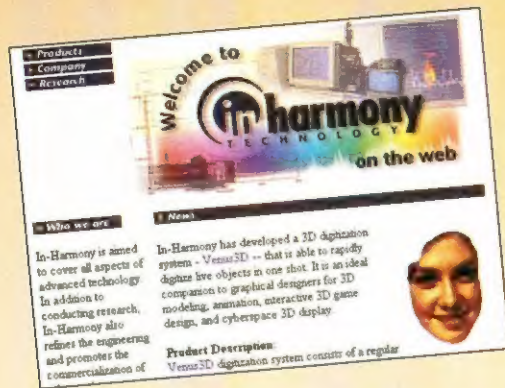 Products
Company
Research
Welcome to
in harmony
TECHNOLOGY
on the web
Who we are
In-Harmony is aimed
to cover all aspects of
advanced technology.
In addition to
conducting research,
In-Harmony also
refines the engineering
and promotes the
commercialization of
News
In-Harmony has developed a 3D digitization
system - Venus3D -- that is able to rapidly
digitize live objects in one shot. It is an ideal
companion to graphical designers for 3D
modeling, animation, interactive 3D game
design, and cyberspace 3D display.
Product Description:
Venus3D digitization system consists of a regular